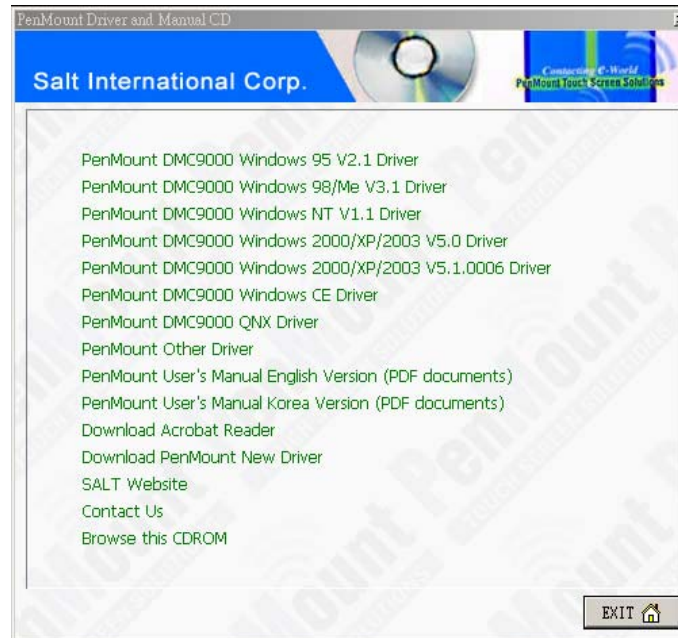 PenMount Driver and Manual CD
Salt International Corp.
Contacting e-World
PenMount Touch Screen Solutions
PenMount DMC9000 Windows 95 V2.1 Driver
PenMount DMC9000 Windows 98/Me V3.1 Driver
PenMount DMC9000 Windows NT V1.1 Driver
PenMount DMC9000 Windows 2000/XP/2003 V5.0 Driver
PenMount DMC9000 Windows 2000/XP/2003 V5.1.0006 Driver
PenMount DMC9000 Windows CE Driver
PenMount DMC9000 QNX Driver
PenMount Other Driver
PenMount User's Manual English Version (PDF documents)
PenMount User's Manual Korea Version (PDF documents)
Download Acrobat Reader
Download PenMount New Driver
SALT Website
Contact Us
Browse this CDROM
EXIT